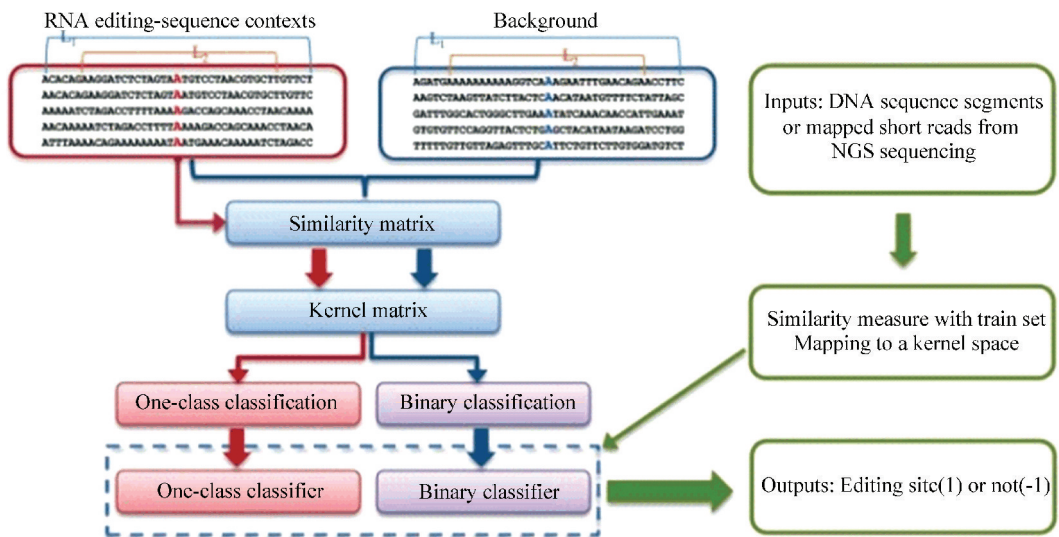 RNA editing-sequence contexts
L1
L2
ACACAGAAGGATCTCTAGTAATGTCCTAACGTGCTTGTTCT
AACACAGAAGGATCTCTAGTAATGTCCTAACGTGCTTGTTC
AAAAATCTAGACCTTTTAAAAGACCAGCAAACCTAACAAAA
AACAAAAATCTAGACCTTTTAAAAGACCAGCAAACCTAACA
ATTTAAAACAGAAAAAAATAATGAAACAAAAATCTAGACC
Background
L1
L2
AGATGAAAAAAAAAAAGGTCAAAGAATTTGAACAGAACCTTC
AAGTCTAAGTTATCTTACTCAACATAATGTTTTCTATTAGC
GATTTGGCACTGGGCTTGAAATATCAAACAACCATTGAAAT
GTGTGTTCCAGGTTACTCTGAGCTACATAATAAGATCCTGG
TTTTTGTTGTTAGAGTTTGCATTCTGTTCTTGTGGATGTCT
Similarity matrix
Kernel matrix
One-class classification
Binary classification
One-class classifier
Binary classifier
Inputs: DNA sequence segments
or mapped short reads from
NGS sequencing
Similarity measure with train set
Mapping to a kernel space
Outputs: Editing site(1) or not(-1)